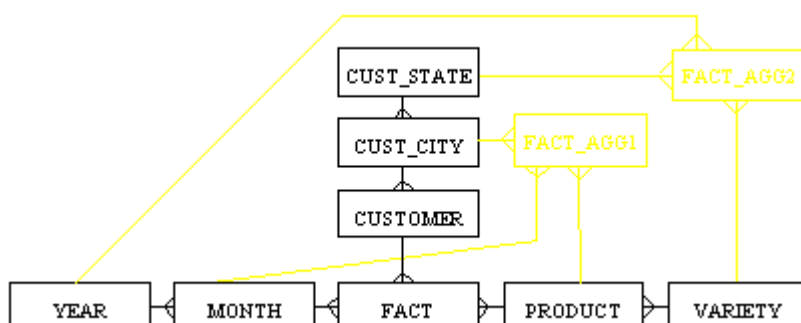 CUST_STATE
FACT_AGG2
CUST_CITY
FACT_AGG1
CUSTOMER
YEAR
MONTH
FACT
PRODUCT
VARIETY